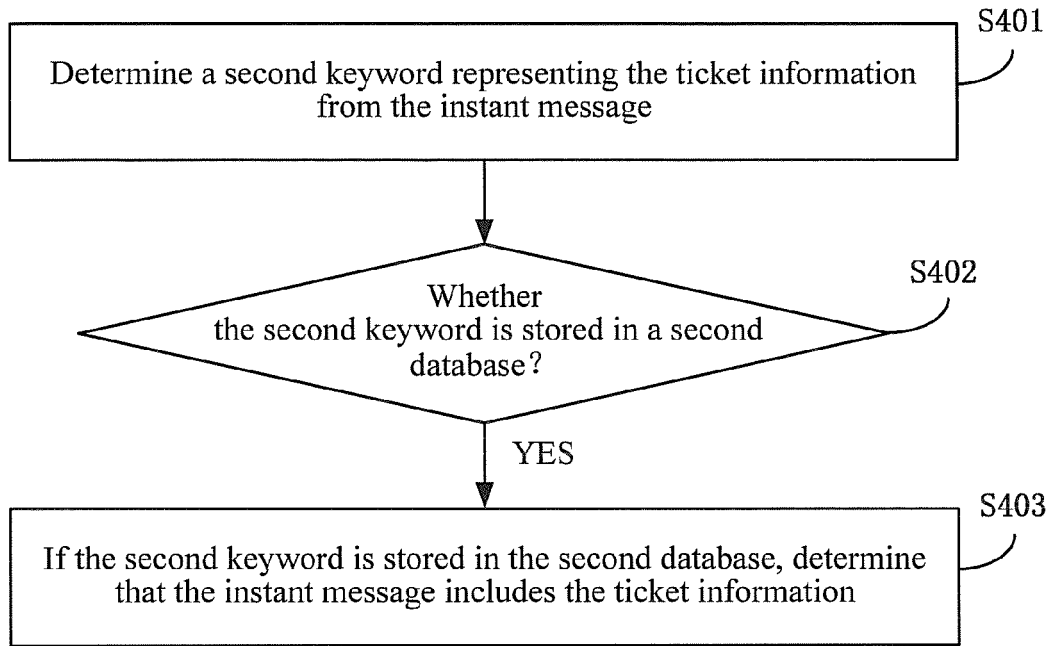 S401
Determine a second keyword representing the ticket information
from the instant message
S402
Whether
the second keyword is stored in a second
database?
YES
S403
If the second keyword is stored in the second database, determine
that the instant message includes the ticket information